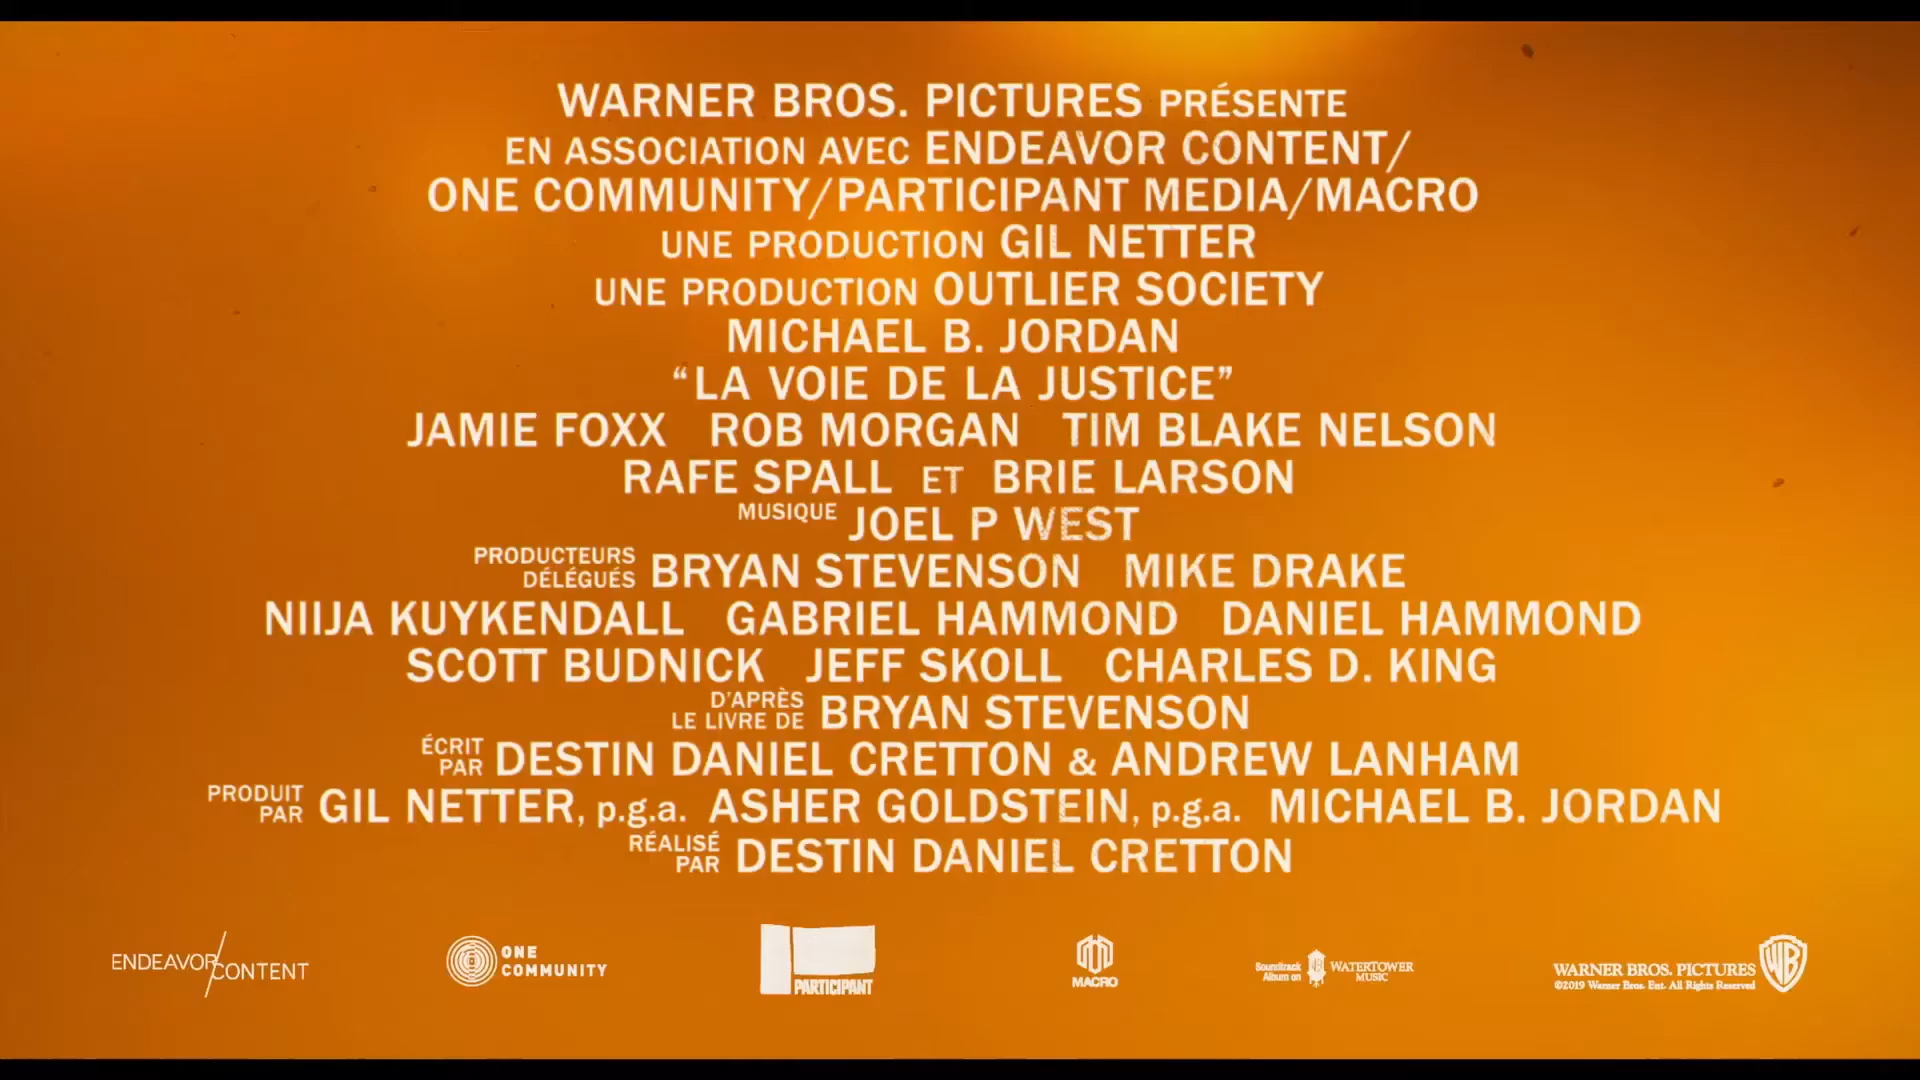 WARNER BROS. PICTURES PRÉSENTE
EN ASSOCIATION AVEC ENDEAVOR CONTENT/
ONE COMMUNITY/PARTICIPANT MEDIA/MACRO
UNE PRODUCTION GIL NETTER
UNE PRODUCTION OUTLIER SOCIETY
MICHAEL B. JORDAN
“LA VOIE DE LA JUSTICE”
JAMIE FOXX ROB MORGAN TIM BLAKE NELSON
RAFE SPALL ET BRIE LARSON
MUSIQUE JOEL P WEST
PRODUCTEURS DÉLÉGUÉS BRYAN STEVENSON MIKE DRAKE
NIIJA KUYKENDALL GABRIEL HAMMOND DANIEL HAMMOND
SCOTT BUDNICK JEFF SKOLL CHARLES D. KING
D'APRÈS LE LIVRE DE BRYAN STEVENSON
ÉCRIT PAR DESTIN DANIEL CRETTON & ANDREW LANHAM
PRODUIT PAR GIL NETTER, p.g.a. ASHER GOLDSTEIN, p.g.a. MICHAEL B. JORDAN
RÉALISÉ PAR DESTIN DANIEL CRETTON
ENDEAVOR/CONTENT
ONE
COMMUNITY
PARTICIPANT
MACRO
Soundtrack
Album on
WATERTOWER
MUSIC
WARNER BROS. PICTURES
©2019 Warner Bros. Ent. All Rights Reserved
WB